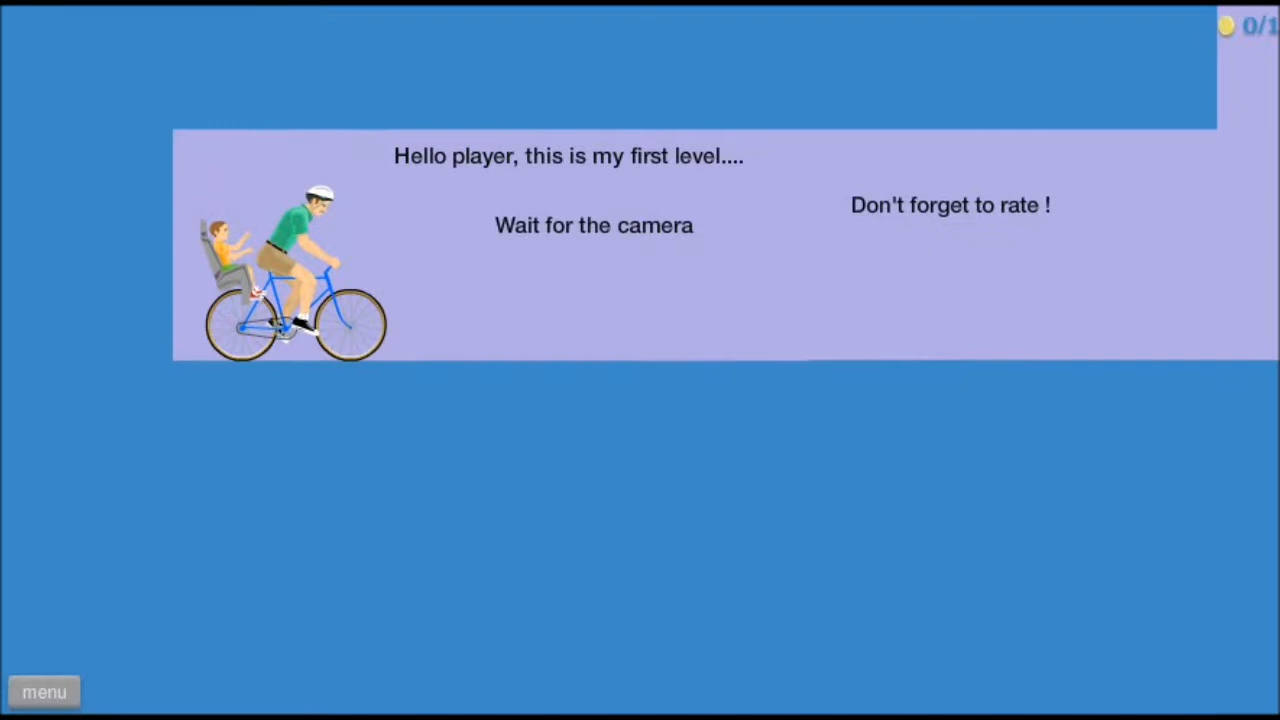 0/1
Hello player, this is my first level....
Don't forget to rate !
Wait for the camera
menu